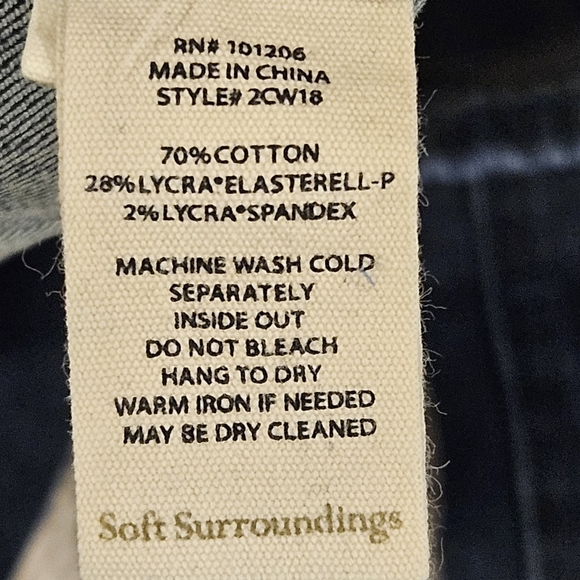 RN# 101206
MADE IN CHINA
STYLE# 2CW18
70%COTTON
28%LYCRA®ELASTERELL-P
2%LYCRA®SPANDEX
MACHINE WASH COLD
SEPARATELY
INSIDE OUT
DO NOT BLEACH
HANG TO DRY
WARM IRON IF NEEDED
MAY BE DRY CLEANED
Soft Surroundings